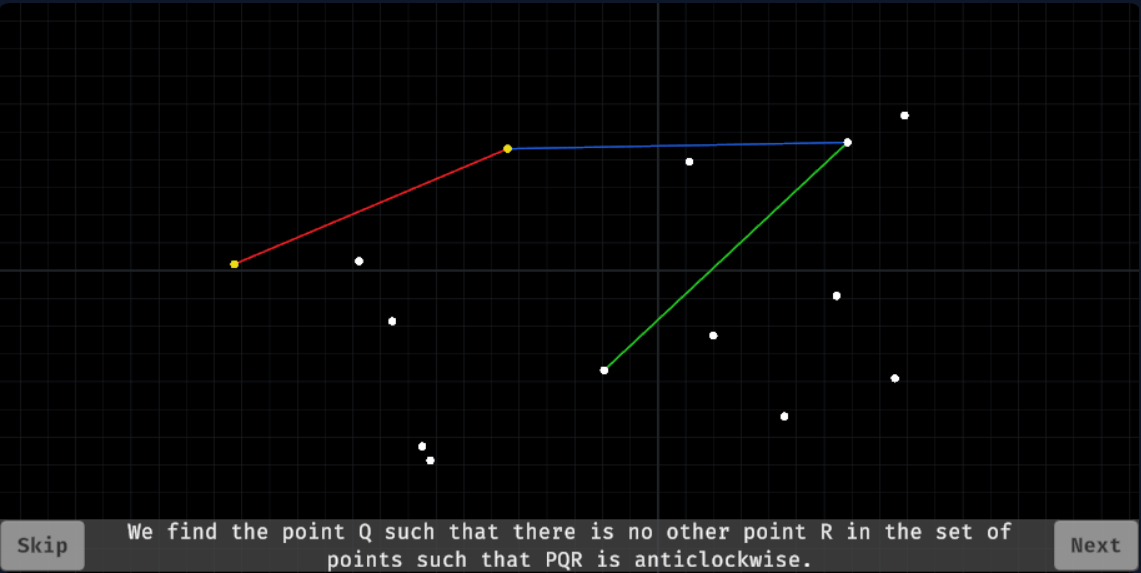 We find the point Q such that there is no other point R in the set of
points such that PQR is anticlockwise.
Skip
Next